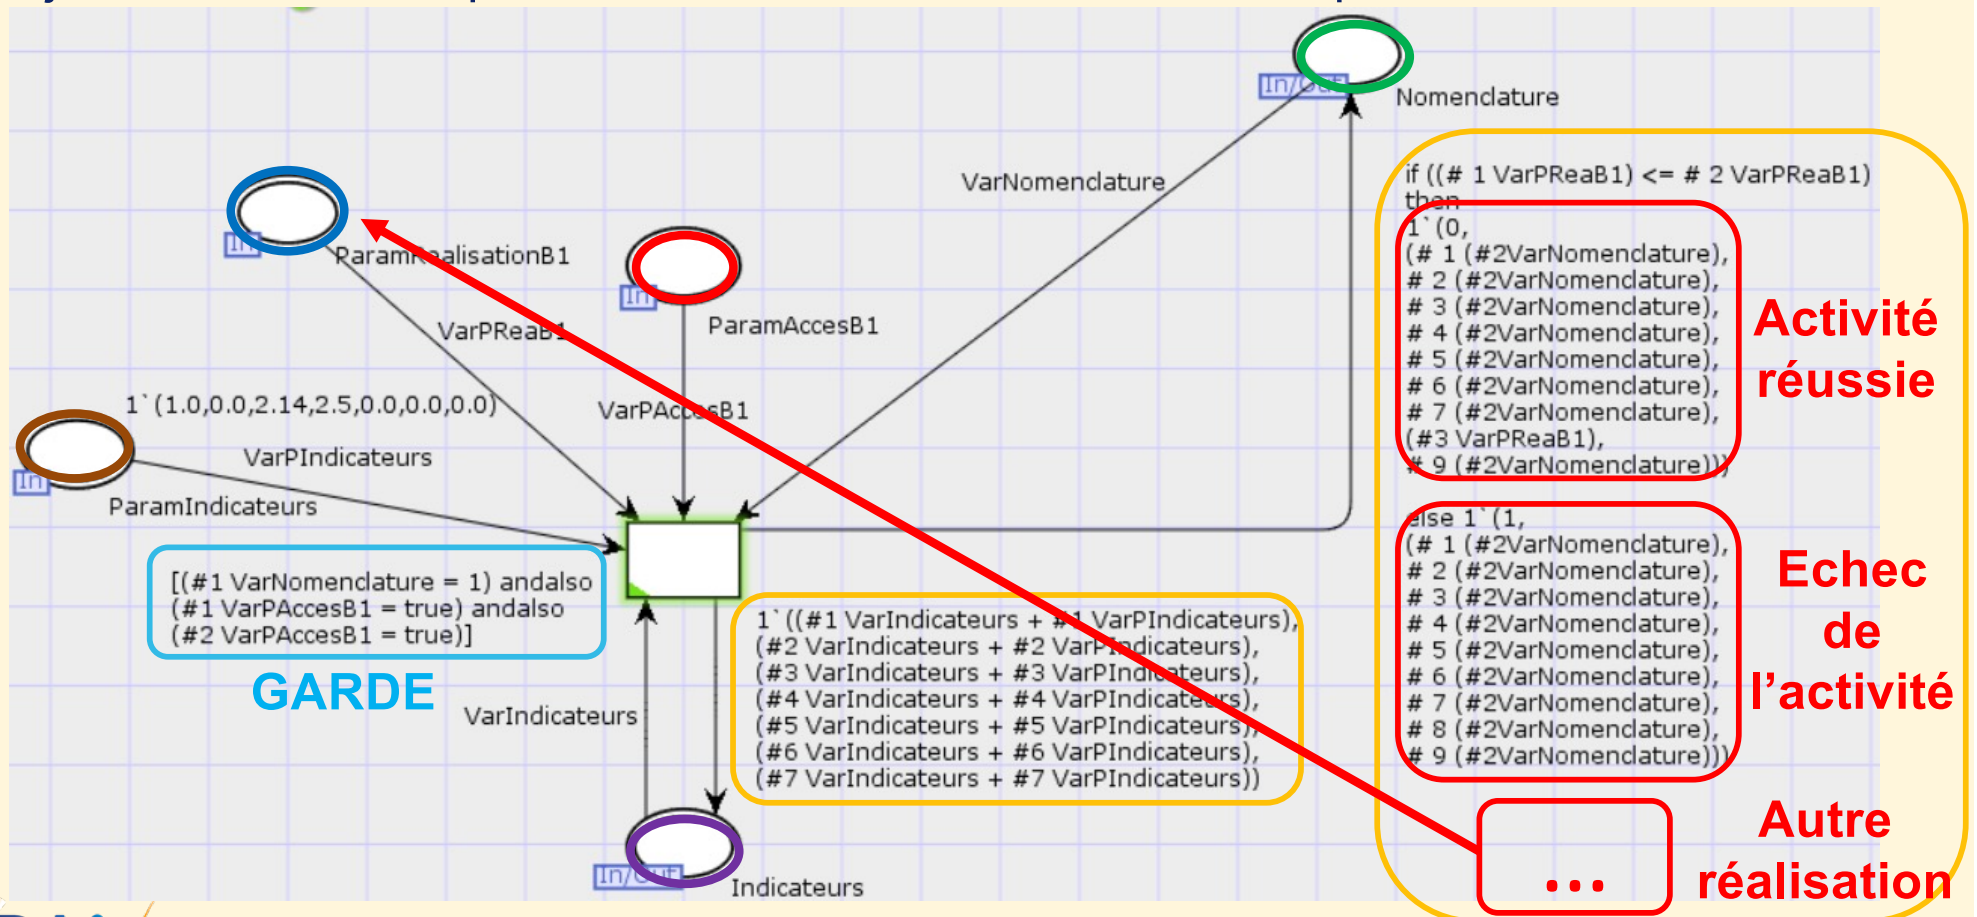 In/Out
Nomenclature
VarNomenclature
In
ParamRealisationB1
VarPReaB1
In
ParamAccesB1
VarPAccesB1
1`(1.0,0.0,2.14,2.5,0.0,0.0,0.0)
VarPIndicateurs
In
ParamIndicateurs
[(#1 VarNomenclature = 1) andalso
(#1 VarPAccesB1 = true) andalso
(#2 VarPAccesB1 = true)]
GARDE
VarIndicateurs
1`((#1 VarIndicateurs + #1 VarPIndicateurs),
(#2 VarIndicateurs + #2 VarPIndicateurs),
(#3 VarIndicateurs + #3 VarPIndicateurs),
(#4 VarIndicateurs + #4 VarPIndicateurs),
(#5 VarIndicateurs + #5 VarPIndicateurs),
(#6 VarIndicateurs + #6 VarPIndicateurs),
(#7 VarIndicateurs + #7 VarPIndicateurs))
In/Out
Indicateurs
if ((# 1 VarPReaB1) <= # 2 VarPReaB1)
then
1`(0,
(# 1 (#2VarNomenclature),
# 2 (#2VarNomenclature),
# 3 (#2VarNomenclature),
# 4 (#2VarNomenclature),
# 5 (#2VarNomenclature),
# 6 (#2VarNomenclature),
# 7 (#2VarNomenclature),
(#3 VarPReaB1),
# 9 (#2VarNomenclature)))
Activité
réussie
else 1`(1,
(# 1 (#2VarNomenclature),
# 2 (#2VarNomenclature),
# 3 (#2VarNomenclature),
# 4 (#2VarNomenclature),
# 5 (#2VarNomenclature),
# 6 (#2VarNomenclature),
# 7 (#2VarNomenclature),
# 8 (#2VarNomenclature),
# 9 (#2VarNomenclature)))
Echec
de
l'activité
...
Autre
réalisation